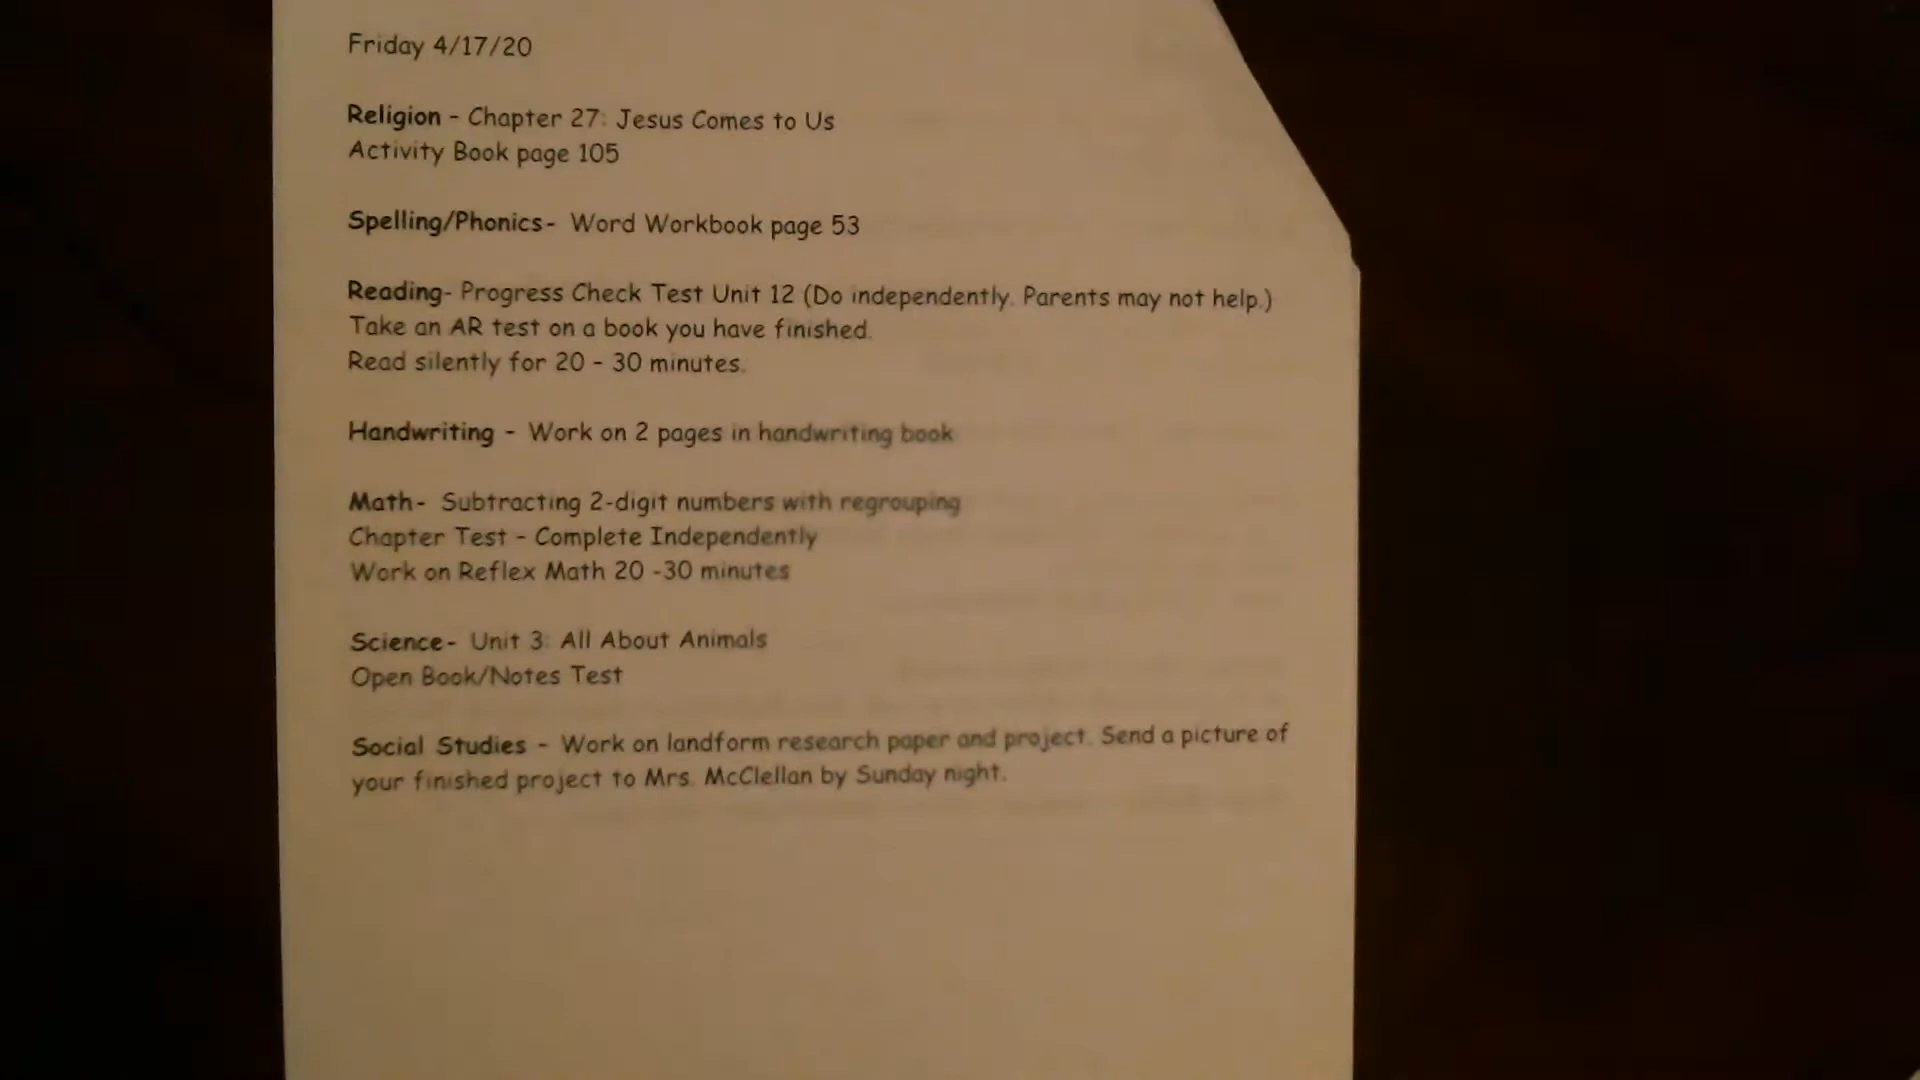 Friday 4/17/20
Religion - Chapter 27: Jesus Comes to Us
Activity Book page 105
Spelling/Phonics- Word Workbook page 53
Reading- Progress Check Test Unit 12 (Do independently. Parents may not help.)
Take an AR test on a book you have finished.
Read silently for 20 - 30 minutes.
Handwriting - Work on 2 pages in handwriting book
Math- Subtracting 2-digit numbers with regrouping
Chapter Test - Complete Independently
Work on Reflex Math 20 -30 minutes
Science- Unit 3: All About Animals
Open Book/Notes Test
Social Studies - Work on landform research paper and project. Send a picture of
your finished project to Mrs. McClellan by Sunday night.